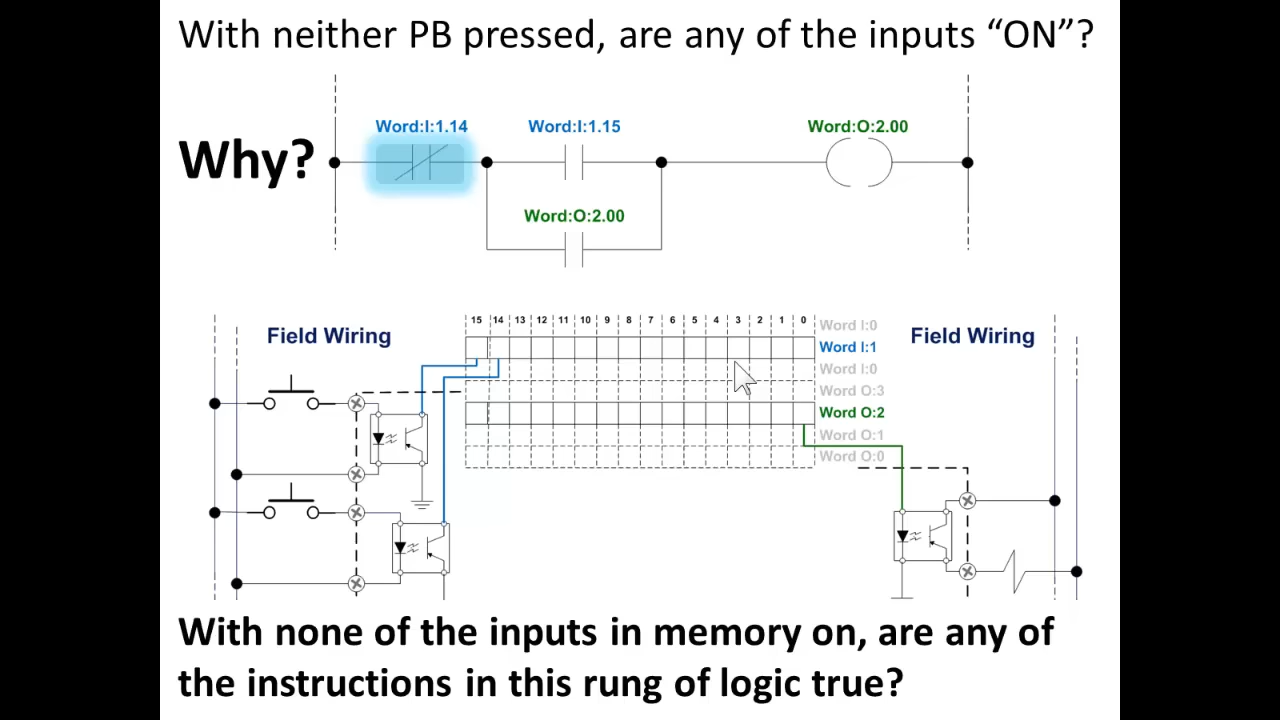 With neither PB pressed, are any of the inputs “ON”?
Word:I:1.14
Word:I:1.15
Word:O:2.00
Why?
Word:O:2.00
Field Wiring
15 14 13 12 11 10 9 8 7 6 5 4 3 2 1 0
Word I:0
Word I:1
Word I:0
Word O:3
Word O:2
Word O:1
Word O:0
Field Wiring
With none of the inputs in memory on, are any of
the instructions in this rung of logic true?